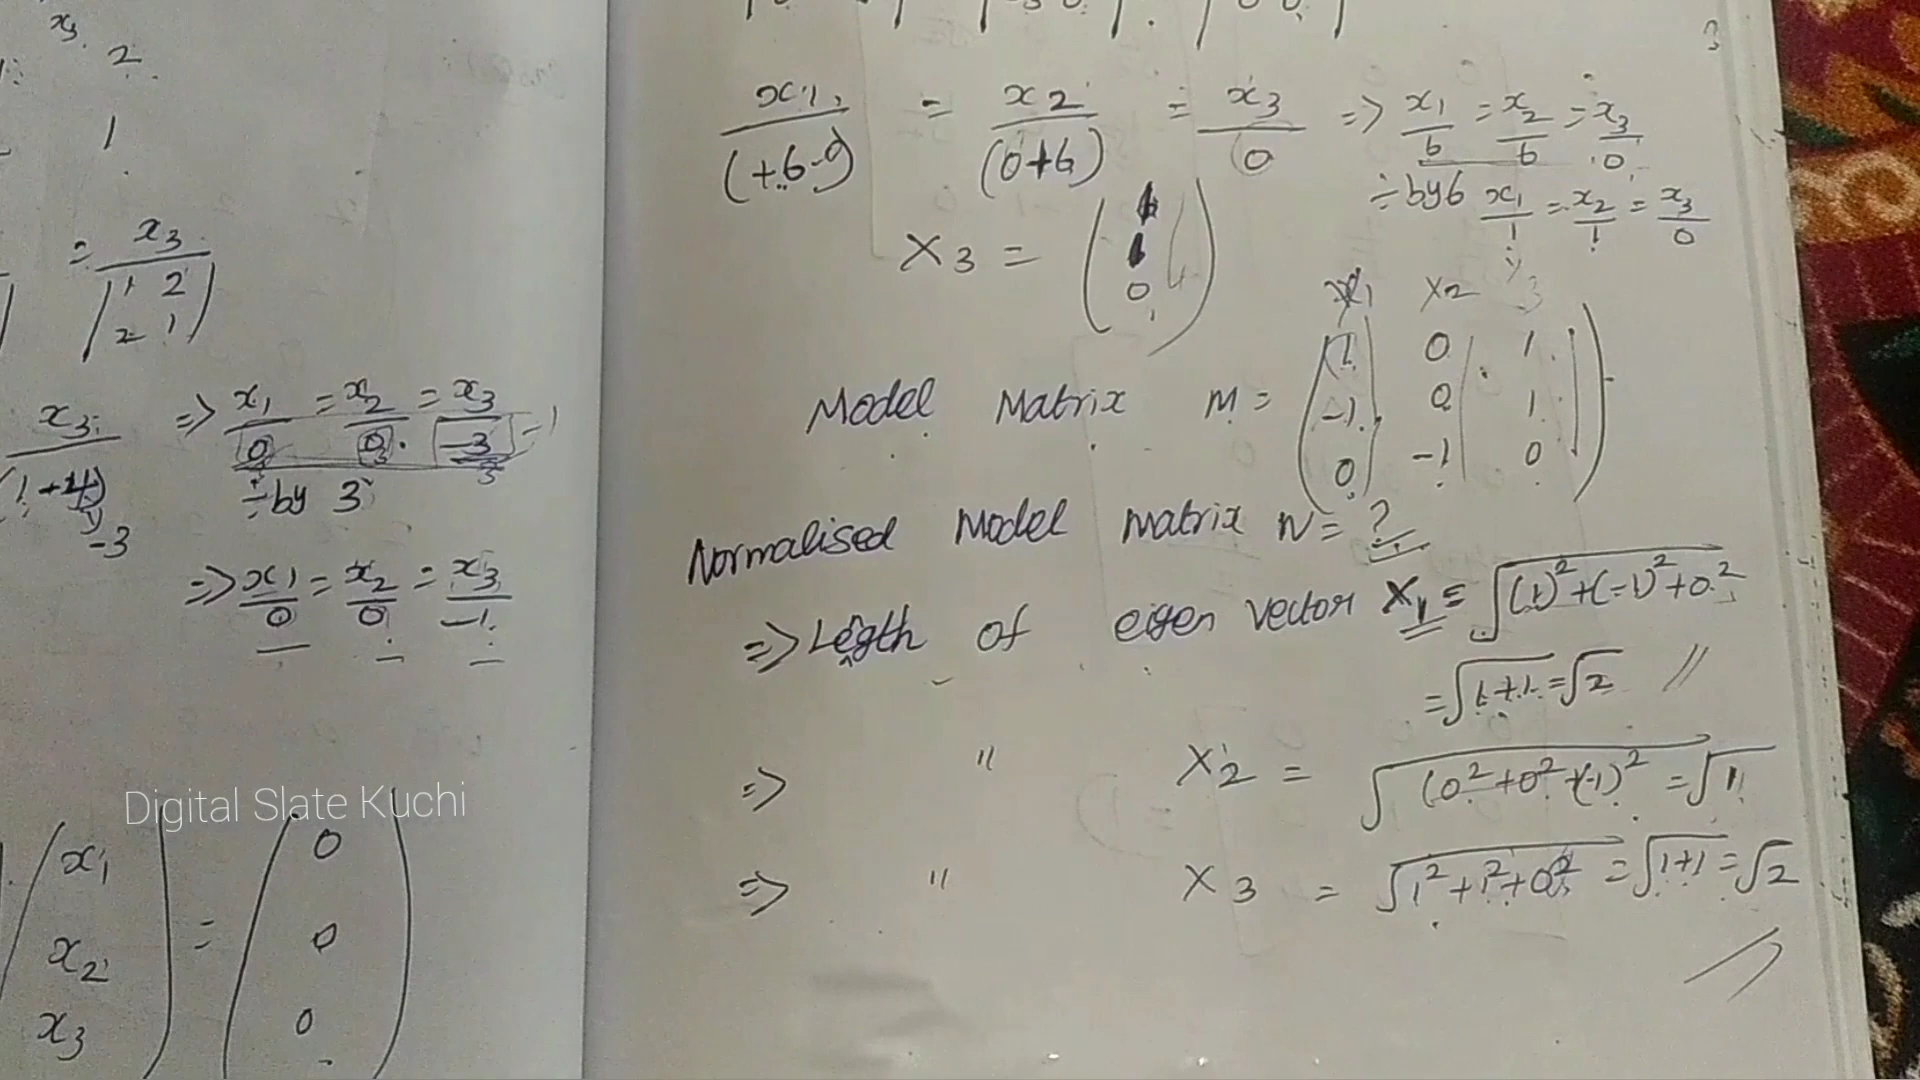 x3.
2
1
= x3 / |1 2|
|2 1|
x3 / (1+4) ⇒ x1/0 = x2/0 = x3/-3 = -1
-3
÷by 3
⇒ x1/0 = x2/0 = x3/-1
Digital Slate Kuchi
(x1 x2 x3) = (0 0 0)
x1/(+6-0) = x2/(0+6) = x3/0 ⇒ x1/6 = x2/6 = x3/0
÷by6 x1/1 = x2/1 = x3/0
X3 = (1 1 0)
X1 X2 X3
Model Matrix M = (1 0 1
-1 0 1
0 -1 0)
Normalised Model Matrix N = ?
⇒ Legth of eigen vector X1 = √(1)²+(-1)²+0²
= √1+1 = √2 //
⇒ " X2 = √(0²+0²+(-1)² = √1
⇒ " X3 = √1²+1²+0² = √1+1 = √2